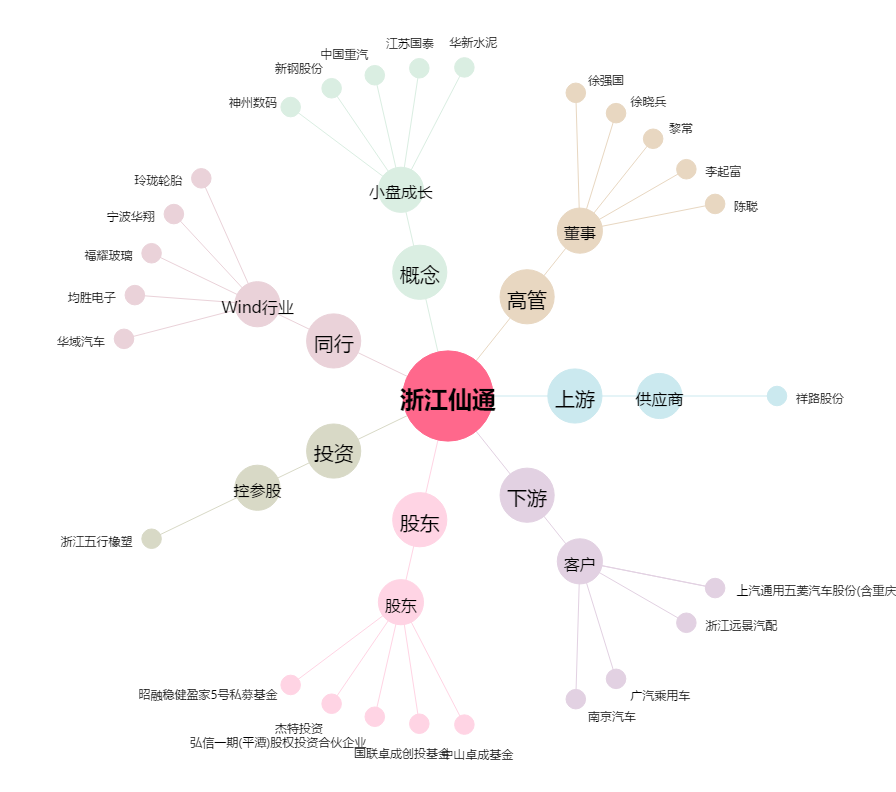 江苏国泰
华新水泥
中国重汽
新钢股份
神州数码
徐强国
徐晓兵
黎常
李起富
陈聪
玲珑轮胎
宁波华翔
福耀玻璃
均胜电子
华域汽车
小盘成长
概念
董事
高管
Wind行业
同行
浙江仙通
上游
供应商
祥路股份
投资
控参股
浙江五行橡塑
下游
股东
客户
股东
上汽通用五菱汽车股份(含重庆
浙江远景汽配
广汽乘用车
南京汽车
昭融稳健盈家5号私募基金
杰特投资
弘信一期(平潭)股权投资合伙企业
国联卓成创投基金
中山卓成基金